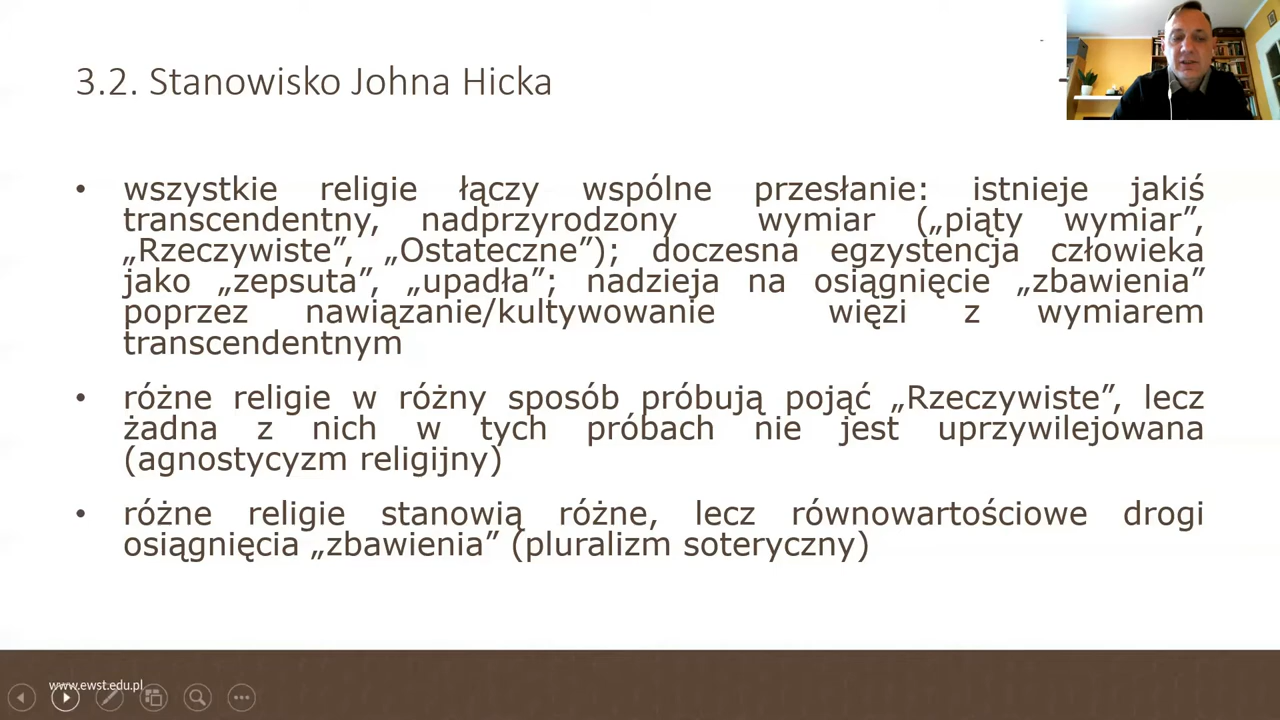 3.2. Stanowisko Johna Hicka
• wszystkie religie łączy wspólne przesłanie: istnieje jakiś
transcendentny, nadprzyrodzony wymiar („piąty wymiar”,
„Rzeczywiste”, „Ostateczne”); doczesna egzystencja człowieka
jako „zepsuta”, „upadła”; nadzieja na osiągnięcie „zbawienia”
poprzez nawiązanie/kultywowanie więzi z wymiarem
transcendentnym
• różne religie w różny sposób próbują pojąć „Rzeczywiste”, lecz
żadna z nich w tych próbach nie jest uprzywilejowana
(agnostycyzm religijny)
• różne religie stanowią różne, lecz równowartościowe drogi
osiągnięcia „zbawienia” (pluralizm soteryczny)
www.ewst.edu.pl